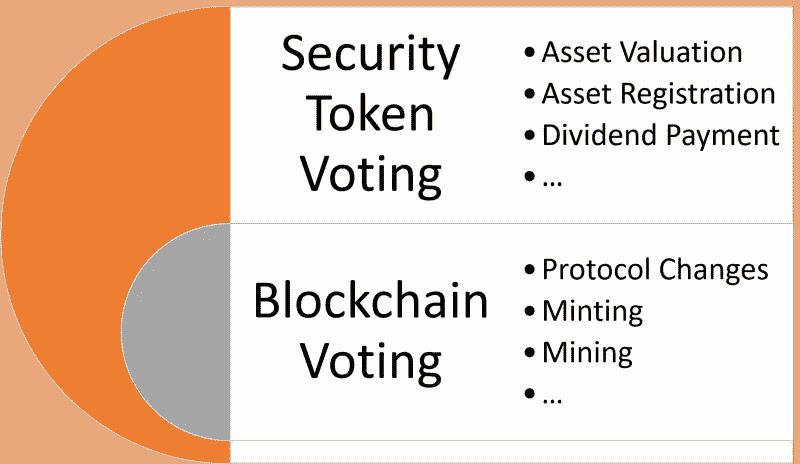 Security
Token
Voting
• Asset Valuation
• Asset Registration
• Dividend Payment
• ...
Blockchain
Voting
• Protocol Changes
• Minting
• Mining
• ...